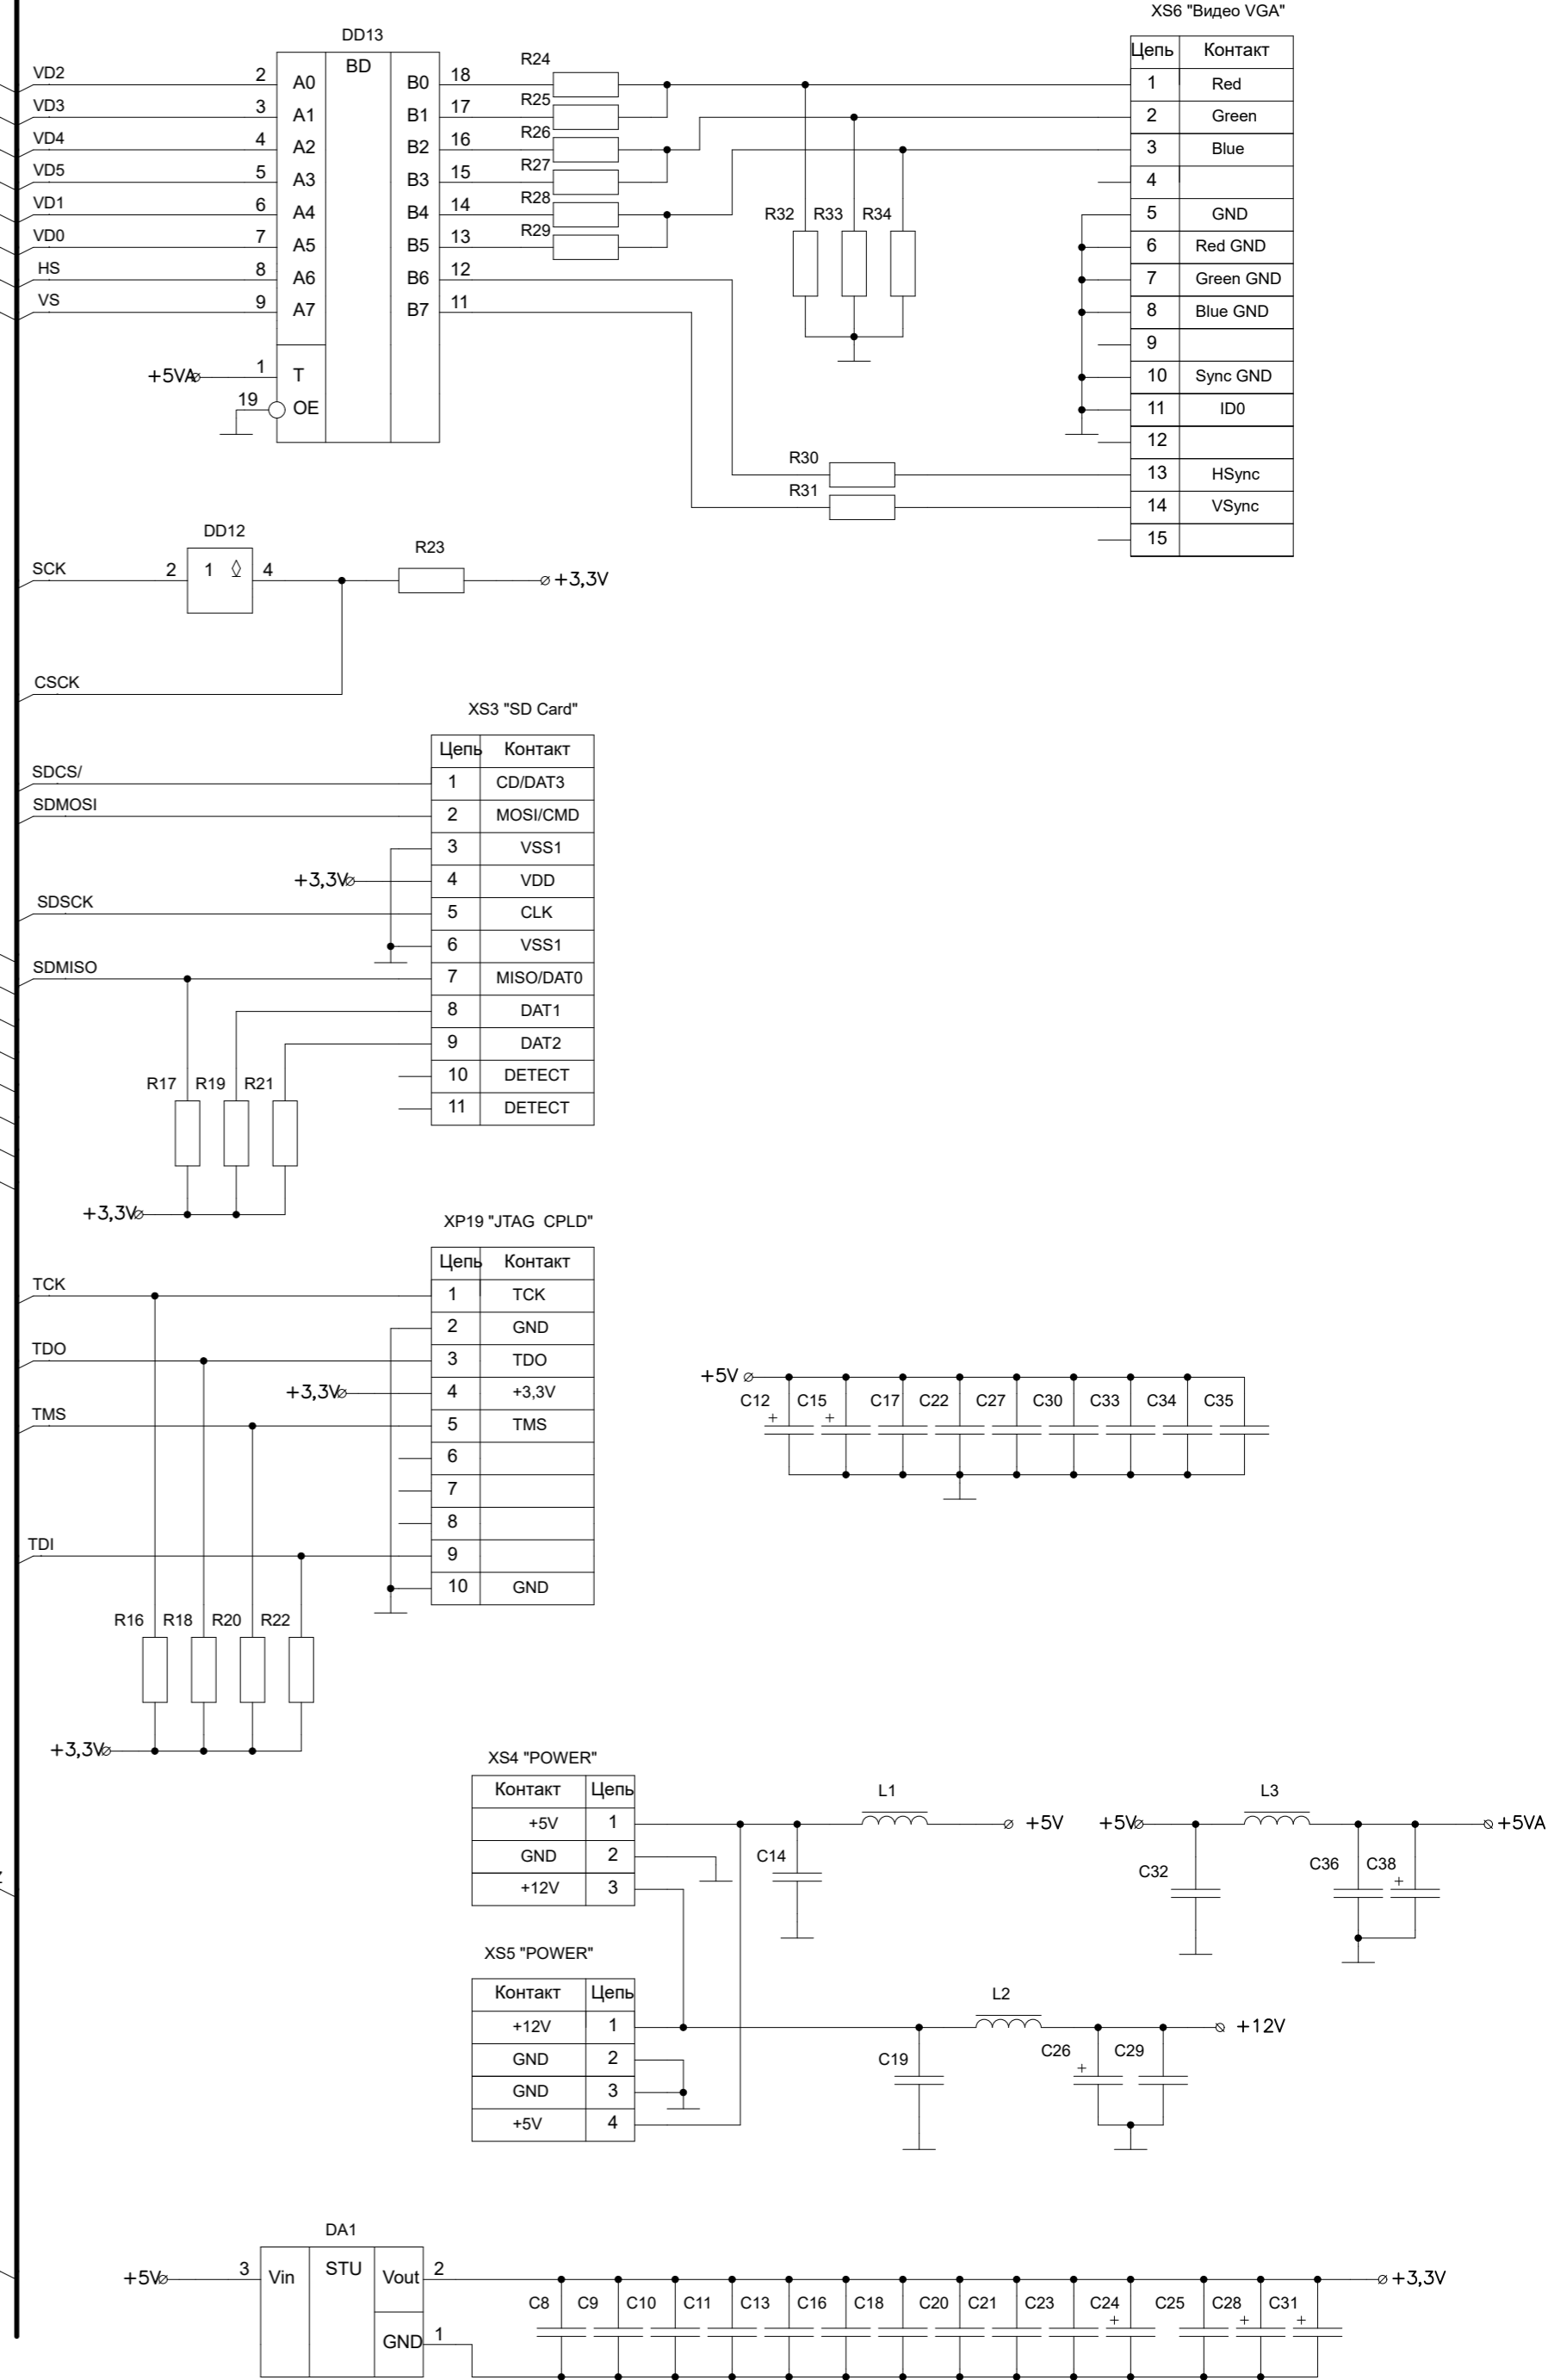 XS6 "Видео VGA"
DD13
BD
VD2 2 A0 B0 18 R24
VD3 3 A1 B1 17 R25
VD4 4 A2 B2 16 R26
VD5 5 A3 B3 15 R27
VD1 6 A4 B4 14 R28
VD0 7 A5 B5 13 R29
HS 8 A6 B6 12
VS 9 A7 B7 11
+5VA 1 T
19 OE
R32 R33 R34
R30
R31
Цепь Контакт
1 Red
2 Green
3 Blue
4
5 GND
6 Red GND
7 Green GND
8 Blue GND
9
10 Sync GND
11 ID0
12
13 HSync
14 VSync
15
DD12
SCK 2 1 4 R23 +3,3V
CSCK
XS3 "SD Card"
Цепь Контакт
SDCS/ 1 CD/DAT3
SDMOSI 2 MOSI/CMD
3 VSS1
+3,3V 4 VDD
SDSCK 5 CLK
6 VSS1
SDMISO 7 MISO/DAT0
8 DAT1
9 DAT2
10 DETECT
11 DETECT
R17 R19 R21
+3,3V
XP19 "JTAG CPLD"
Цепь Контакт
TCK 1 TCK
2 GND
TDO 3 TDO
+3,3V 4 +3,3V
TMS 5 TMS
6
7
8
TDI 9
10 GND
R16 R18 R20 R22
+3,3V
+5V
C12 + C15 + C17 C22 C27 C30 C33 C34 C35
XS4 "POWER"
Контакт Цепь
+5V 1
GND 2
+12V 3
C14
L1
+5V
+5V
L3
+5VA
C32
C36 C38 +
XS5 "POWER"
Контакт Цепь
+12V 1
GND 2
GND 3
+5V 4
L2
+12V
C19
C26 + C29
DA1
+5V 3 Vin STU Vout 2
GND 1
+3,3V
C8 C9 C10 C11 C13 C16 C18 C20 C21 C23 C24 + C25 C28 + C31 +